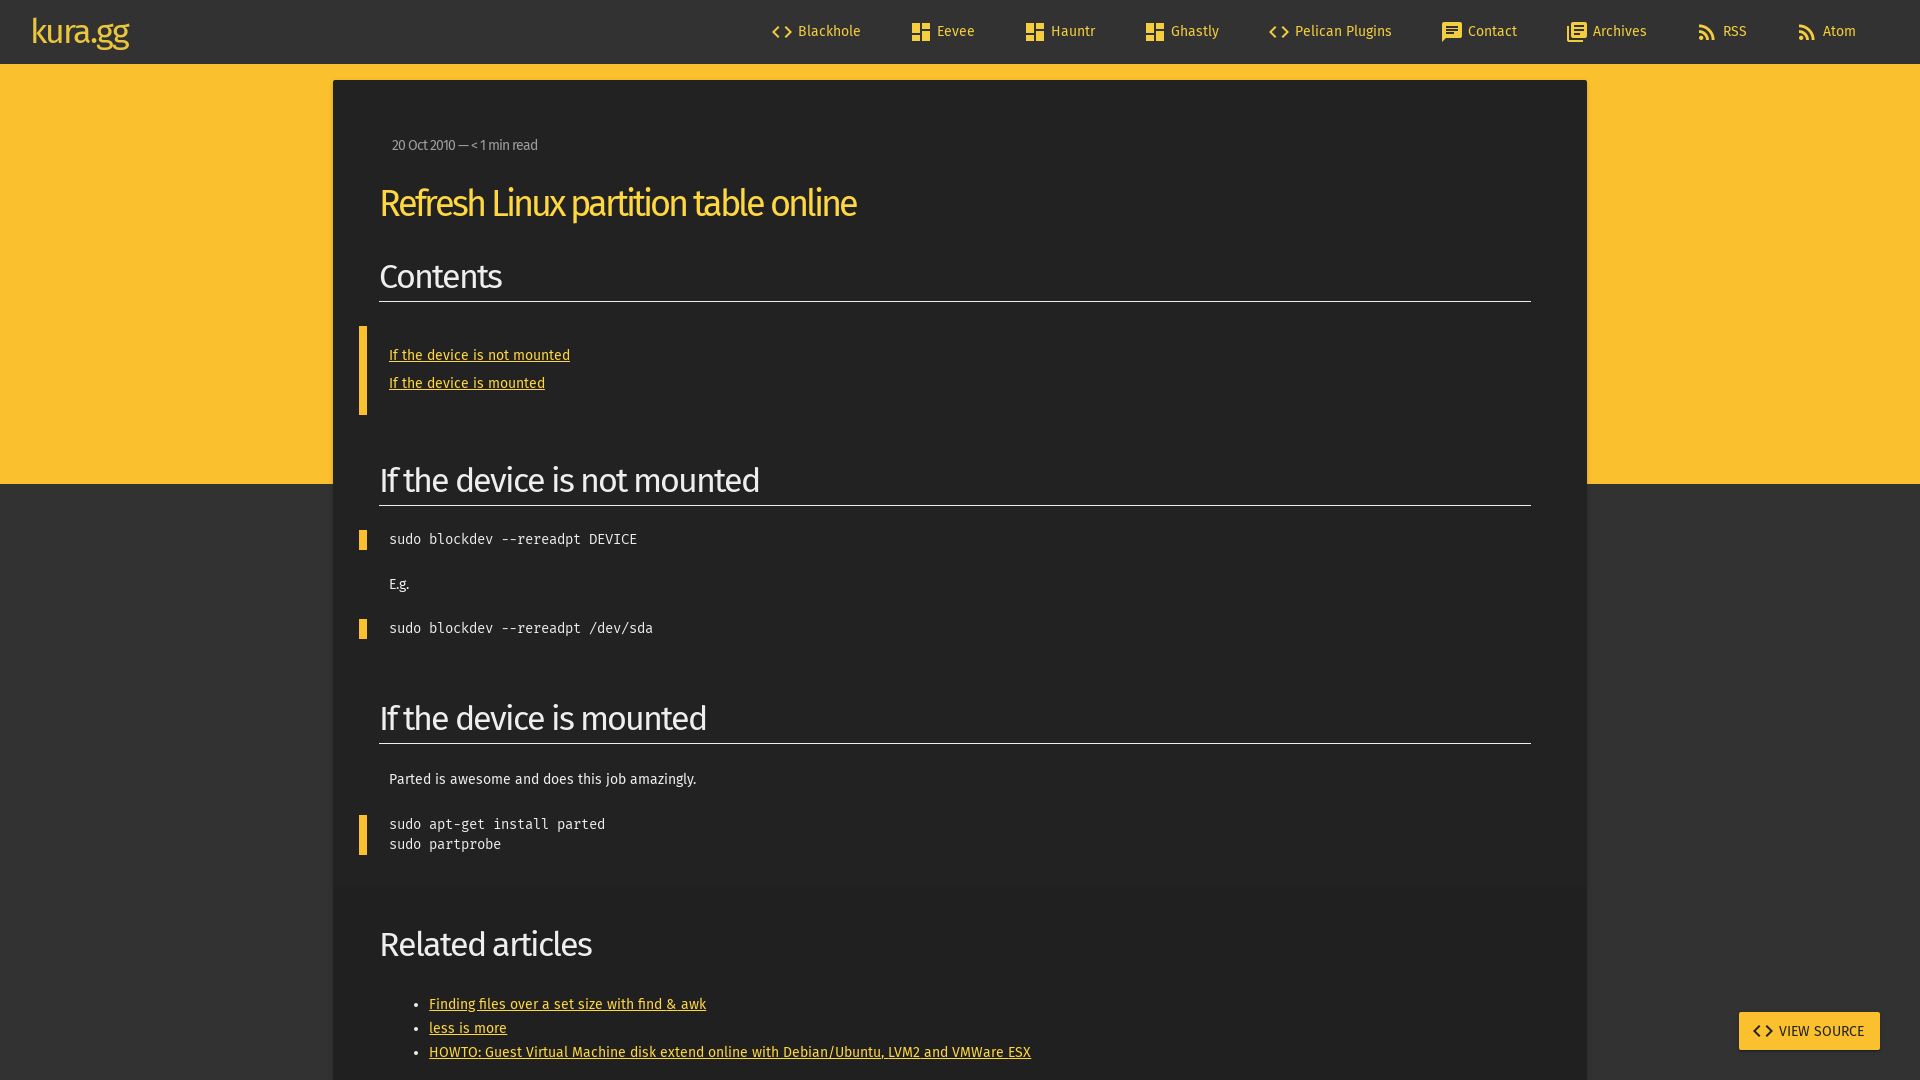 kura.gg
Blackhole
Eevee
Hauntr
Ghastly
Pelican Plugins
Contact
Archives
RSS
Atom
20 Oct 2010 — < 1 min read
Refresh Linux partition table online
Contents
If the device is not mounted
If the device is mounted
If the device is not mounted
sudo blockdev --rereadpt DEVICE
E.g.
sudo blockdev --rereadpt /dev/sda
If the device is mounted
Parted is awesome and does this job amazingly.
sudo apt-get install parted
sudo partprobe
Related articles
• Finding files over a set size with find & awk
• less is more
• HOWTO: Guest Virtual Machine disk extend online with Debian/Ubuntu, LVM2 and VMWare ESX
VIEW SOURCE